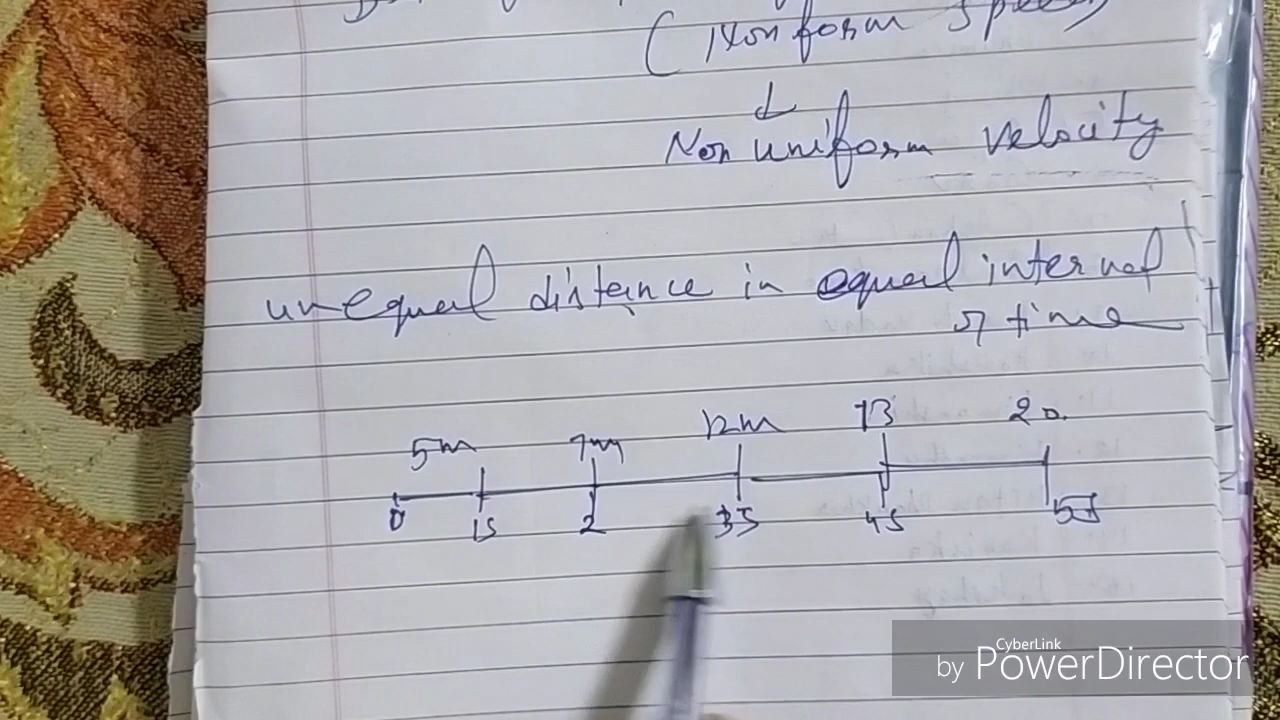 (Non form speed)
↓
Non uniform velocity
unequal distance in equal interval
of time
5m 7m 12m 13 20.
0 1s 2 3s 4s 5s
CyberLink
by PowerDirector